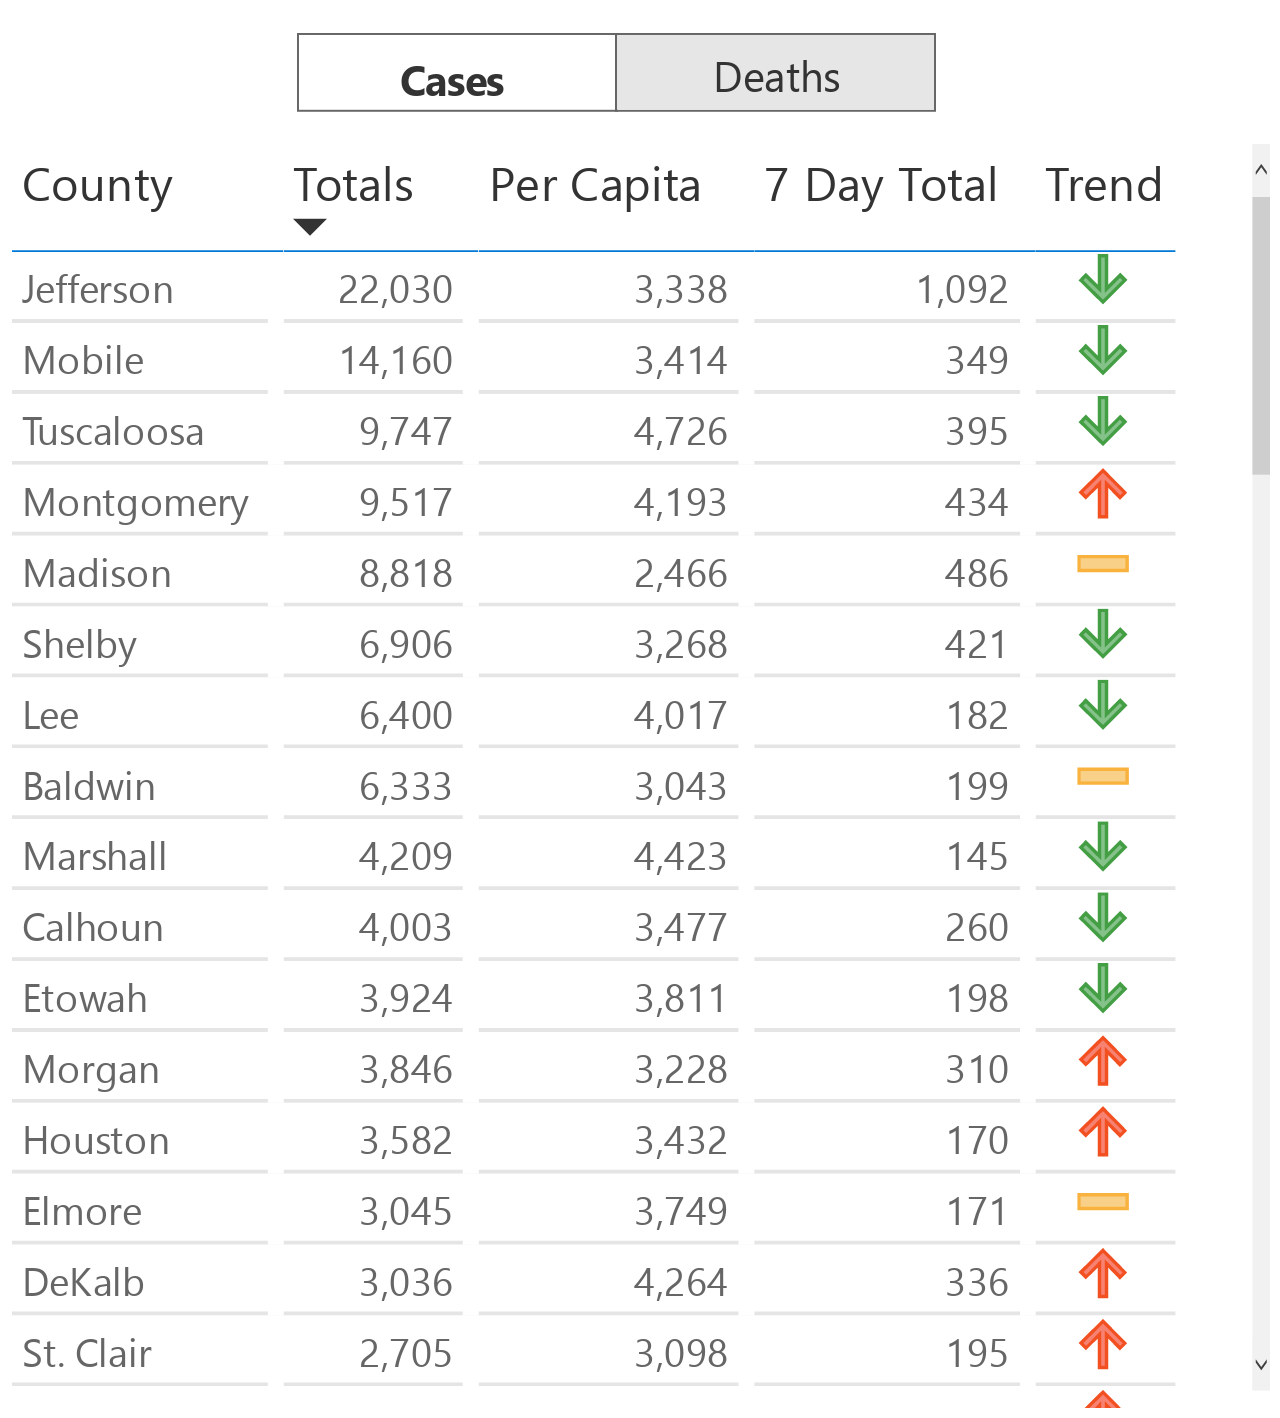 Cases Deaths
County Totals Per Capita 7 Day Total Trend
Jefferson 22,030 3,338 1,092
Mobile 14,160 3,414 349
Tuscaloosa 9,747 4,726 395
Montgomery 9,517 4,193 434
Madison 8,818 2,466 486
Shelby 6,906 3,268 421
Lee 6,400 4,017 182
Baldwin 6,333 3,043 199
Marshall 4,209 4,423 145
Calhoun 4,003 3,477 260
Etowah 3,924 3,811 198
Morgan 3,846 3,228 310
Houston 3,582 3,432 170
Elmore 3,045 3,749 171
DeKalb 3,036 4,264 336
St. Clair 2,705 3,098 195